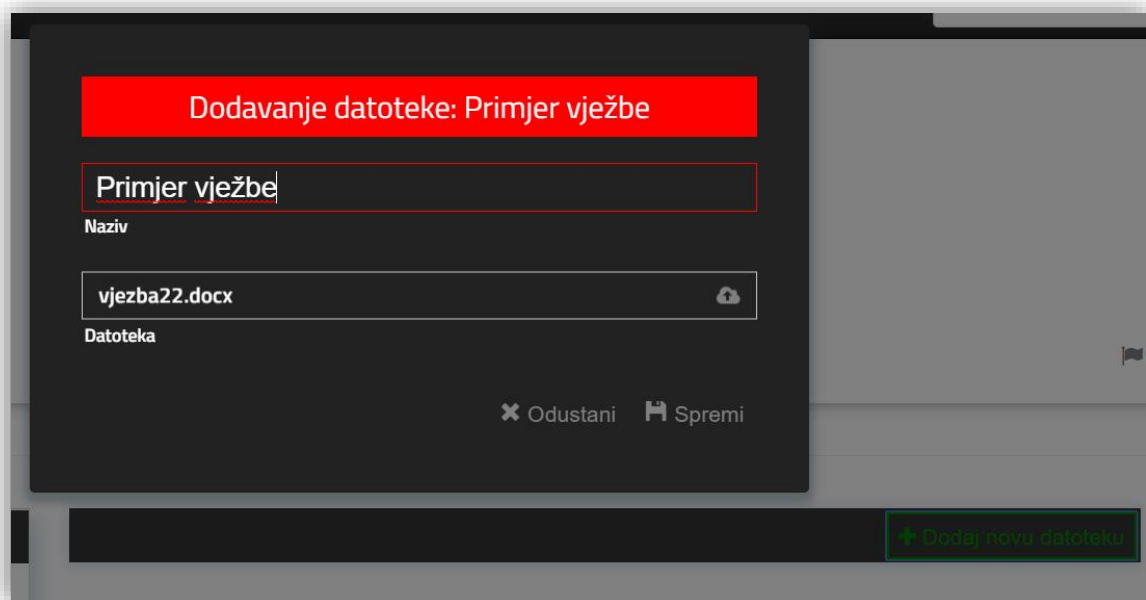 Dodavanje datoteke: Primjer vježbe
Primjer vježbe
Naziv
vjezba22.docx
Datoteka
Odustani Spremi
Dodaj novu datoteku